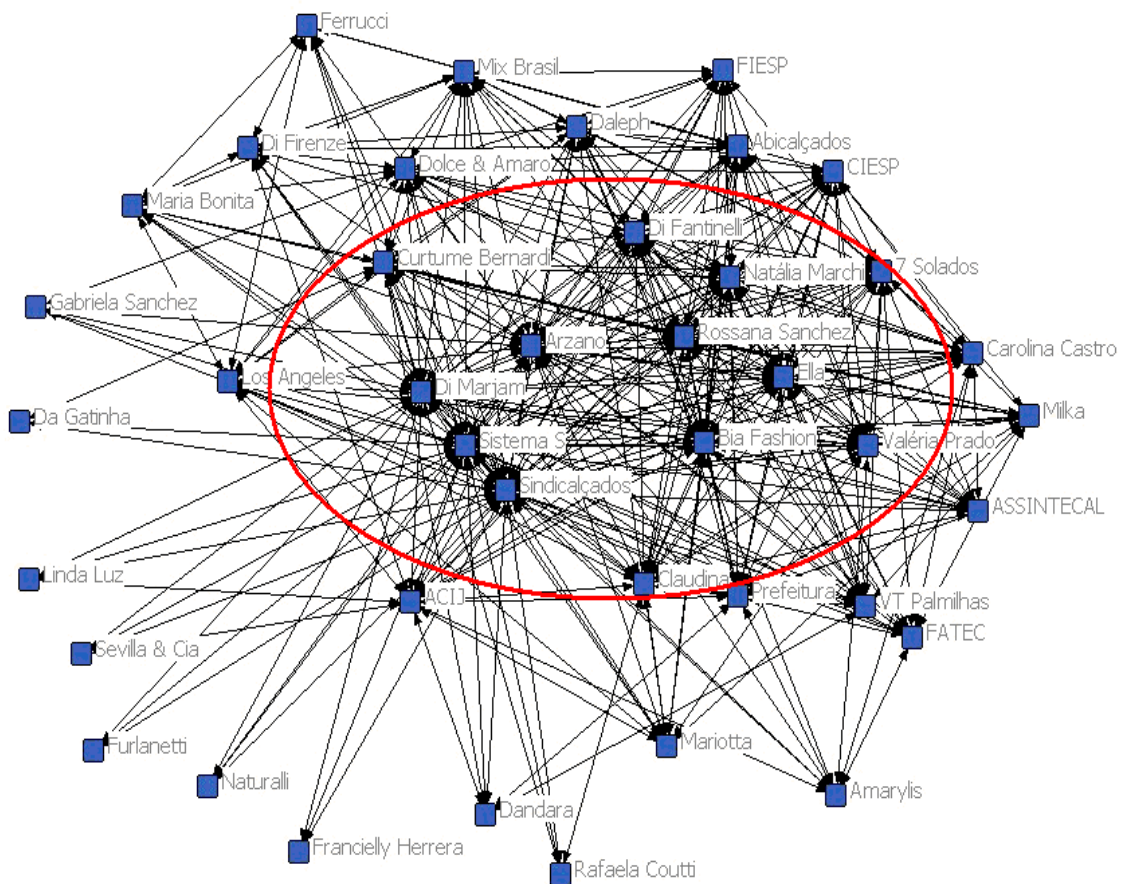 Ferrucci
Mix Brasil
FIESP
Daleph
Di Firenze
Abicalçados
Dolce & Amaro
CIESP
Maria Bonita
Di Fantinelli
Curtume Bernardi
Natália Marchi
7 Solados
Gabriela Sanchez
Rossana Sanchez
Arzano
Carolina Castro
Los Angeles
Ella
Di Marjam
Da Gatinha
Milka
Sistema S
Bia Fashion
Valéria Prado
Sindicalçados
ASSINTECAL
Linda Luz
Claudina
ACIJ
Prefeitura
VT Palmilhas
FATEC
Sevilla & Cia
Furlanetti
Mariotta
Naturalli
Amarylis
Dandara
Francielly Herrera
Rafaela Coutti